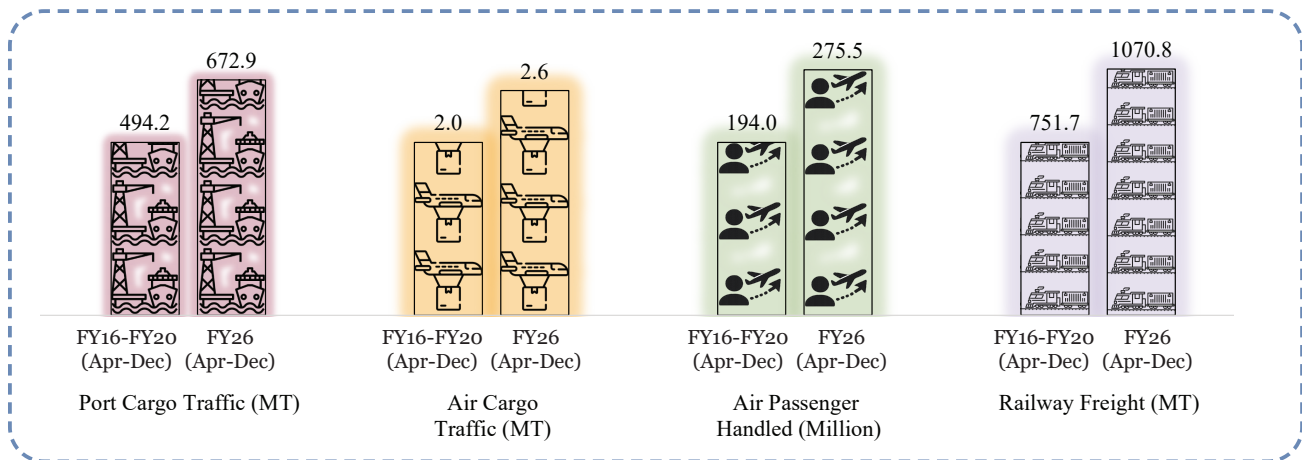 494.2
672.9
2.0
2.6
194.0
275.5
751.7
1070.8
FY16-FY20
(Apr-Dec)
FY26
(Apr-Dec)
Port Cargo Traffic (MT)
FY16-FY20
(Apr-Dec)
FY26
(Apr-Dec)
Air Cargo
Traffic (MT)
FY16-FY20
(Apr-Dec)
FY26
(Apr-Dec)
Air Passenger
Handled (Million)
FY16-FY20
(Apr-Dec)
FY26
(Apr-Dec)
Railway Freight (MT)